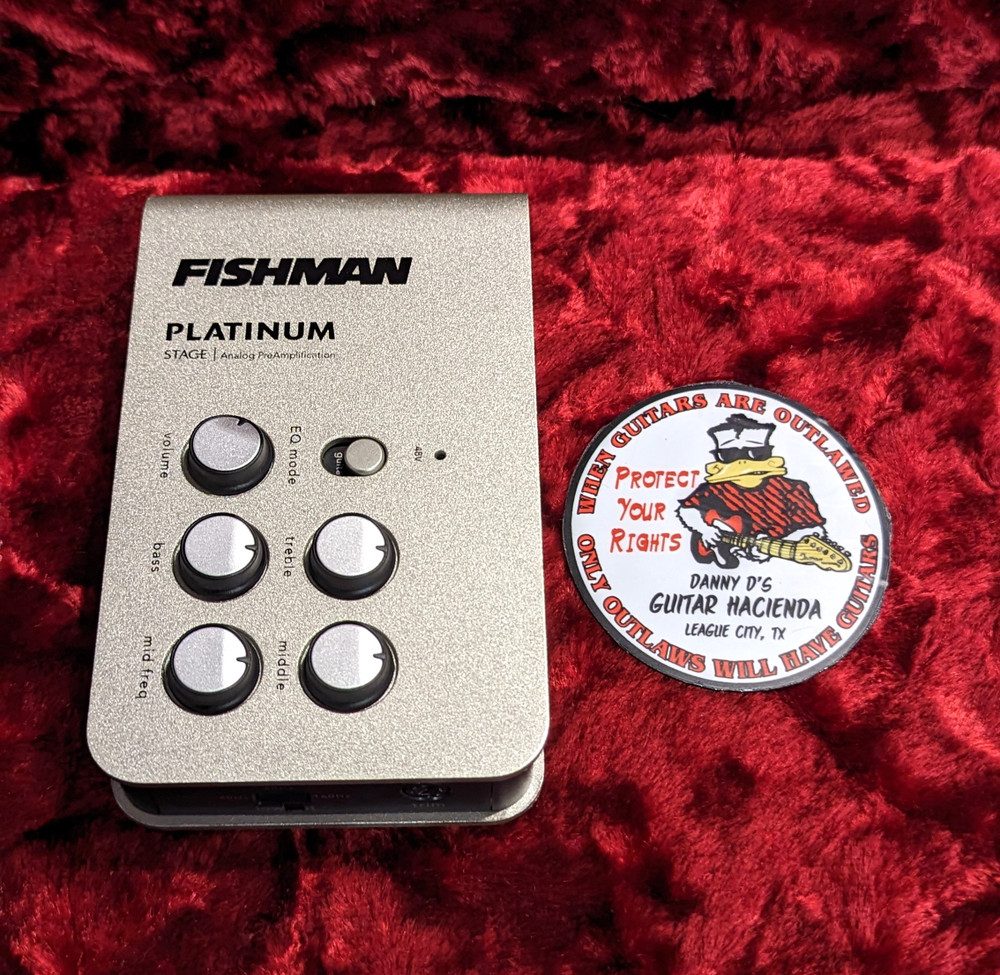 FISHMAN
PLATINUM
STAGE | Analog PreAmplification
volume
EQ mode
48V
bass
treble
mid freq
middle
trim
WHEN GUITARS ARE OUTLAWED
PROTECT
YOUR
RIGHTS
DANNY D'S
GUITAR HACIENDA
LEAGUE CITY, TX
ONLY OUTLAWS WILL HAVE GUITARS